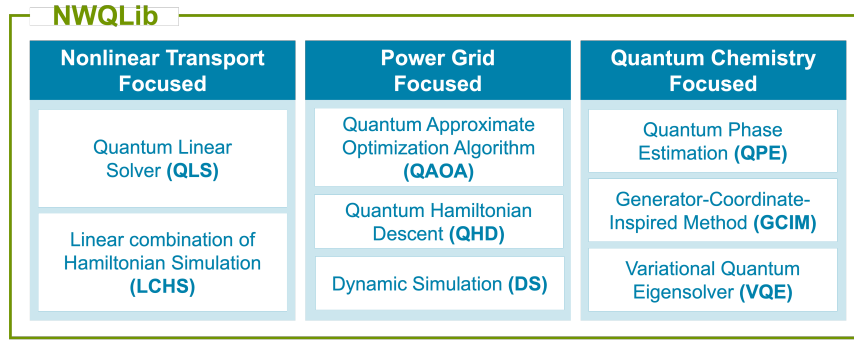 NWQLib
Nonlinear Transport
Focused
Quantum Linear
Solver (QLS)
Linear combination of
Hamiltonian Simulation
(LCHS)
Power Grid
Focused
Quantum Approximate
Optimization Algorithm
(QAOA)
Quantum Hamiltonian
Descent (QHD)
Dynamic Simulation (DS)
Quantum Chemistry
Focused
Quantum Phase
Estimation (QPE)
Generator-Coordinate-
Inspired Method (GCIM)
Variational Quantum
Eigensolver (VQE)